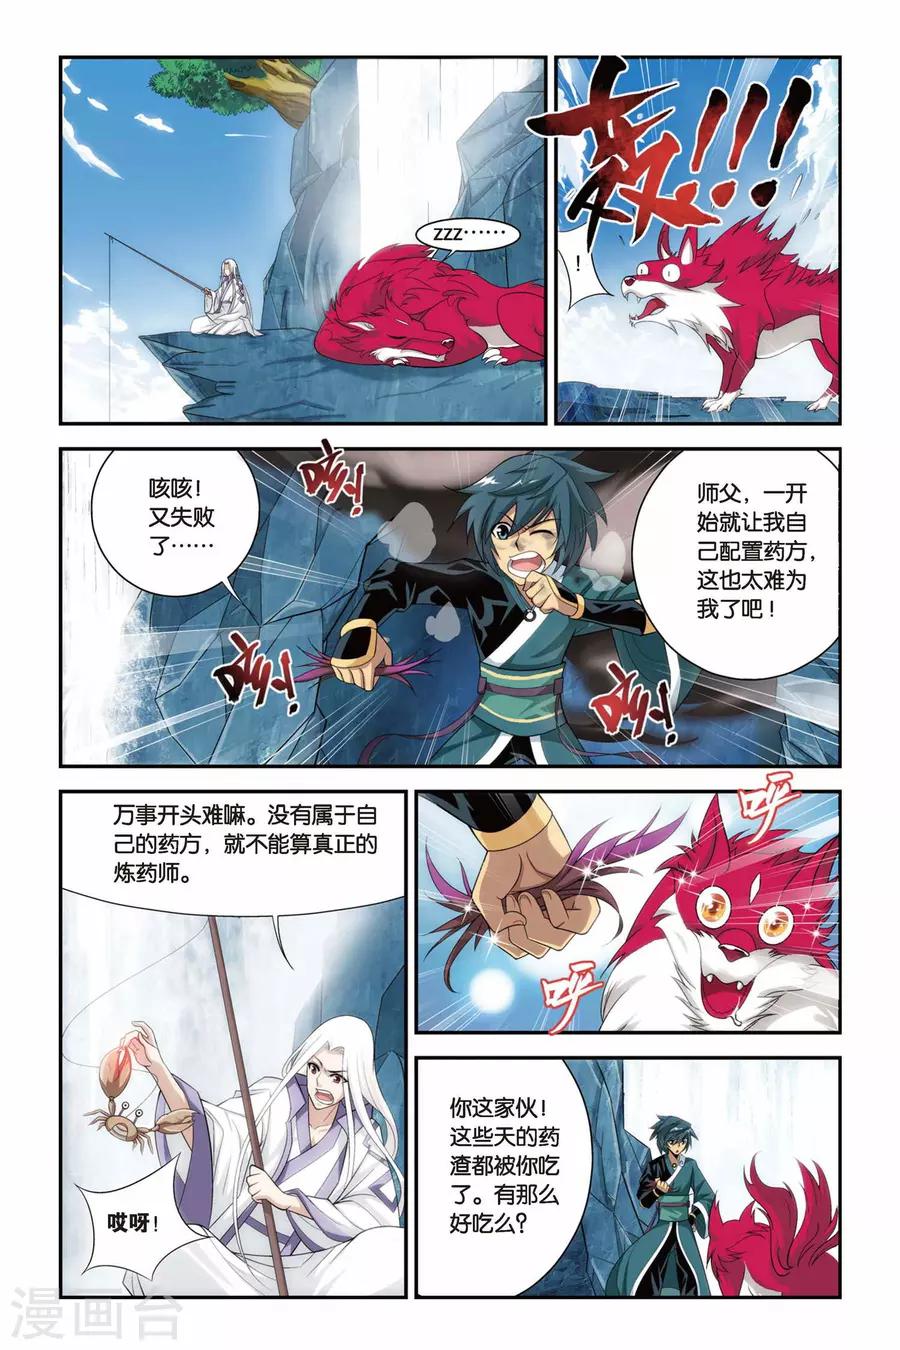 ZZZ……
轰!!!
!
咳!
咳咳！
又失败
了……
师父，一开
始就让我自
己配置药方，
这也太难为
我了吧！
咳!
咳!
万事开头难嘛。没有属于自
己的药方，就不能算真正的
炼药师。
呼
呼
哎呀！
你这家伙！
这些天的药
渣都被你吃
了。有那么
好吃么？
漫画台